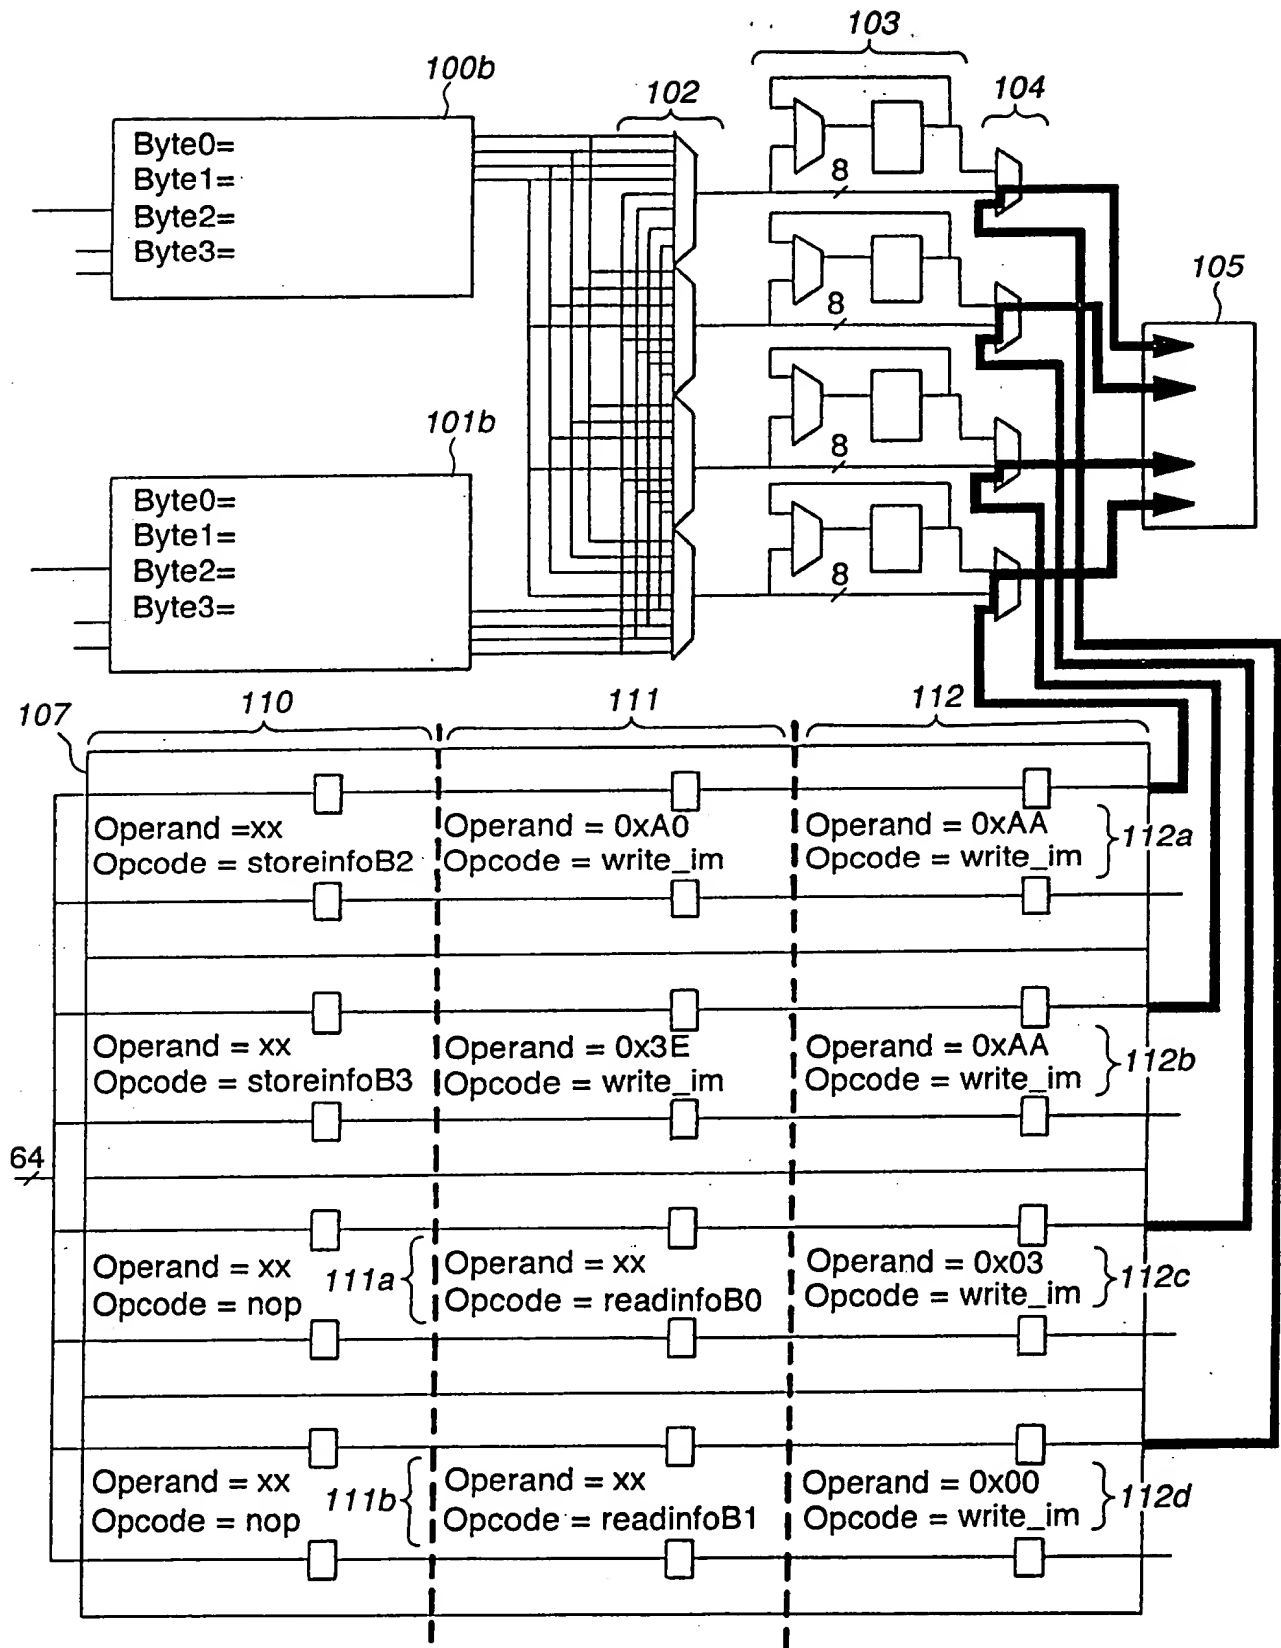 103
100b
102
104
Byte0=
Byte1=
Byte2=
Byte3=
8
105
8
101b
8
Byte0=
Byte1=
Byte2=
Byte3=
8
107
110
111
112
Operand =xx
Opcode = storeinfoB2
Operand = 0xA0
Opcode = write_im
Operand = 0xAA
Opcode = write_im
112a
Operand = xx
Opcode = storeinfoB3
Operand = 0x3E
Opcode = write_im
Operand = 0xAA
Opcode = write_im
112b
64
Operand = xx
Opcode = nop
111a
Operand = xx
Opcode = readinfoB0
Operand = 0x03
Opcode = write_im
112c
Operand = xx
Opcode = nop
111b
Operand = xx
Opcode = readinfoB1
Operand = 0x00
Opcode = write_im
112d